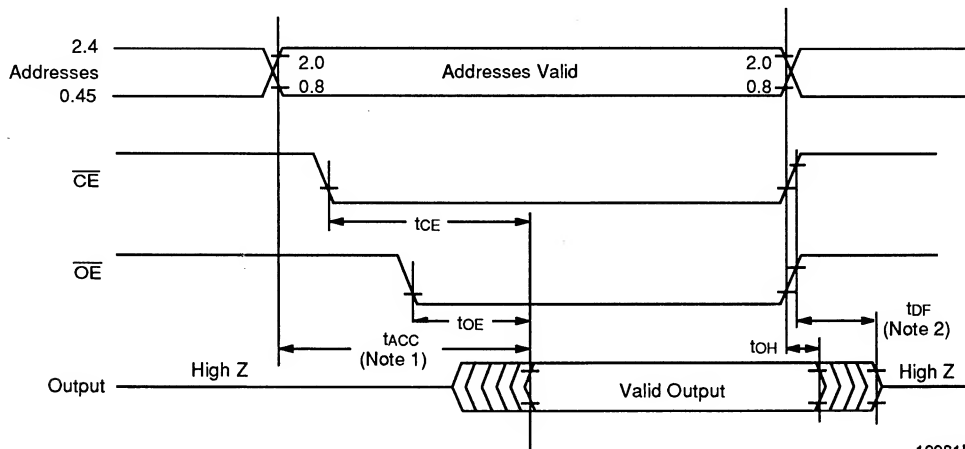 2.4
Addresses
0.45
2.0
0.8
Addresses Valid
2.0
0.8
CE
tCE
OE
tOE
tACC
(Note 1)
tOH
tDF
(Note 2)
Output
High Z
Valid Output
High Z